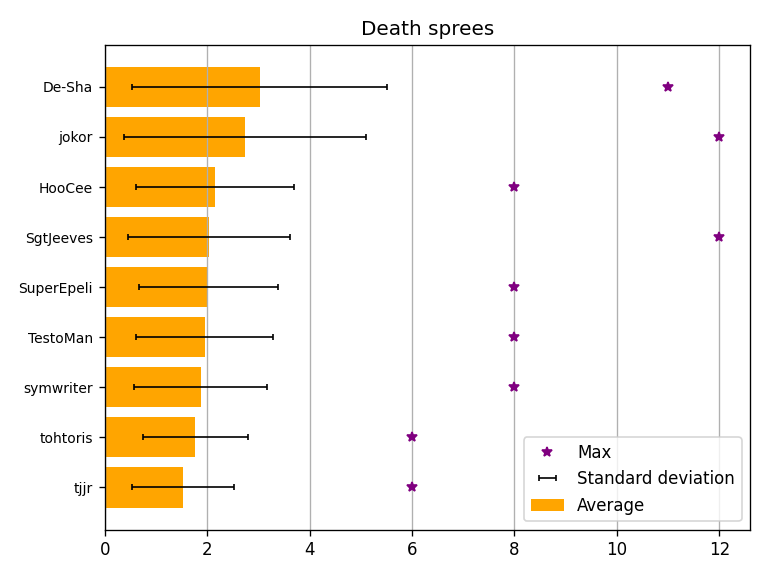 Death sprees
De-Sha
jokor
HooCee
SgtJeeves
SuperEpeli
TestoMan
symwriter
tohtoris
tjjr
Max
Standard deviation
Average
0 2 4 6 8 10 12